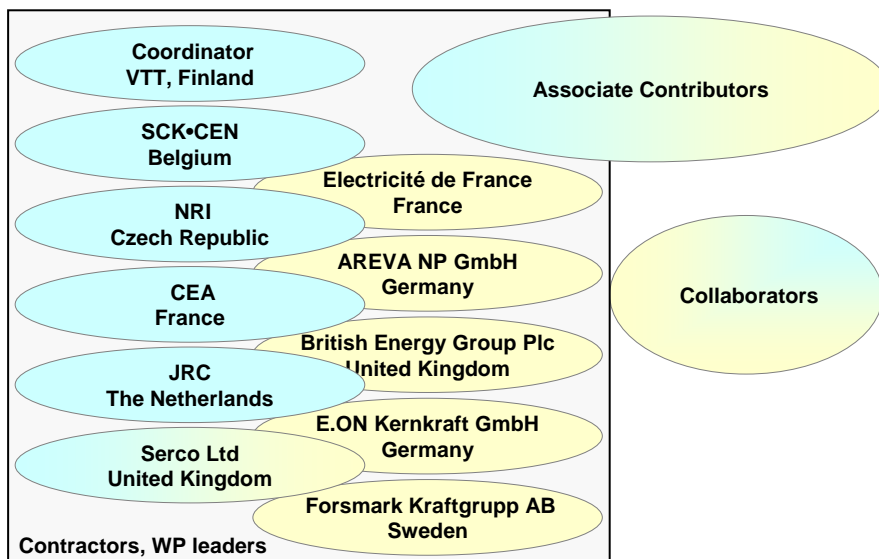 Coordinator
VTT, Finland
Associate Contributors
SCK•CEN
Belgium
Electricité de France
France
NRI
Czech Republic
AREVA NP GmbH
Germany
CEA
France
Collaborators
British Energy Group Plc
United Kingdom
JRC
The Netherlands
E.ON Kernkraft GmbH
Germany
Serco Ltd
United Kingdom
Forsmark Kraftgrupp AB
Sweden
Contractors, WP leaders